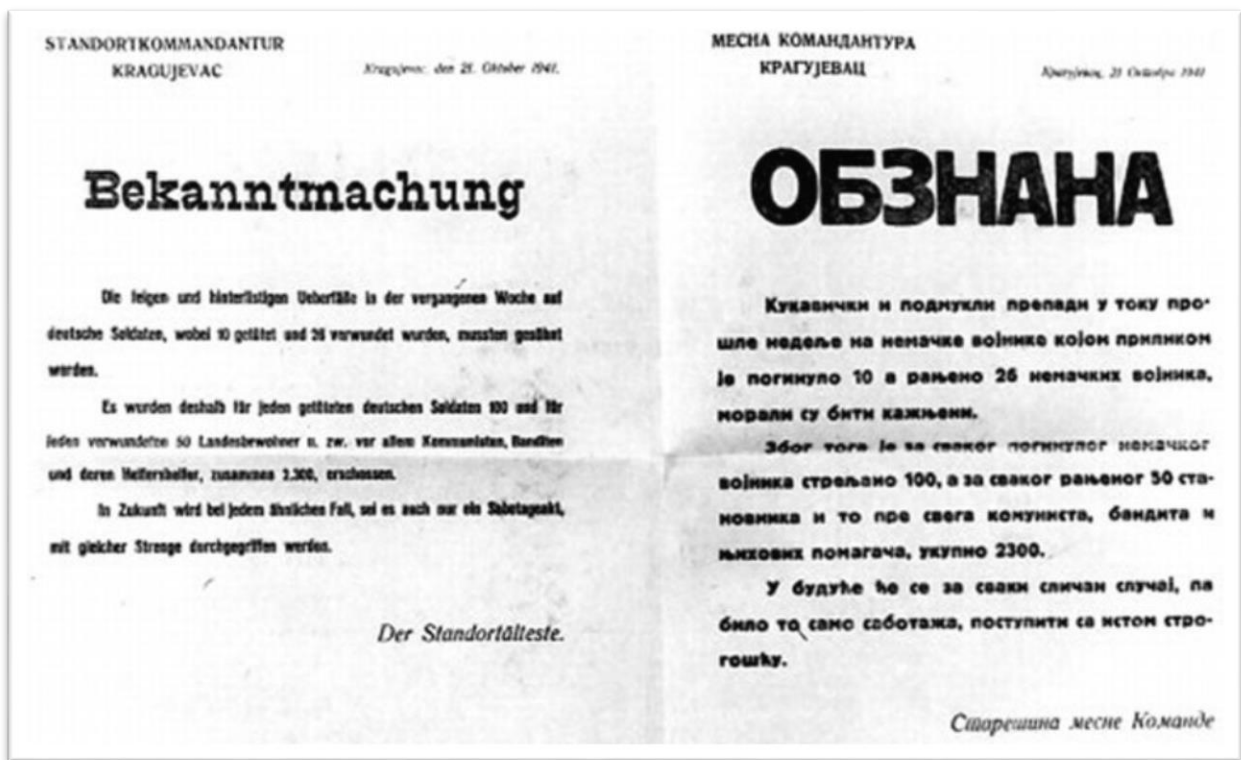 STANDORTKOMMANDANTUR
KRAGUJEVAC
Kragujevac, den 21. Oktober 1941.
Bekanntmachung
Die feigen und hinterlistigen Ueberfälle in der vergangenen Woche auf
deutsche Soldaten, wobei 10 getötet und 26 verwundet wurden, mussten gesühnt
werden.
Es wurden deshalb für jeden getöteten deutschen Soldaten 100 und für
jeden verwundeten 50 Landesbewohner u. zw. vor allem Kommunisten, Banditen
und deren Helfershelfer, zusammen 2.300, erschossen.
In Zukunft wird bei jedem ähnliches Fall, sei es auch nur ein Sabotageakt,
mit gleicher Strenge durchgegriffen werden.
Der Standortälteste.
МЕСНА КОМАНДАНТУРА
КРАГУЈЕВАЦ
Крагујевац, 21 Октобра 1941
ОБЗНАНА
Кукавички и подмукли препади у току про-
шле недеље на немачке војнике којом приликом
је погинуло 10 а рањено 26 немачких војника,
морали су бити кажњени.
Због тога је за сваког погинулог немачког
војника стрељано 100, а за сваког рањеног 50 ста-
новника и то пре свега комуниста, бандита и
њихових помагача, укупно 2300.
У будуће ће се за сваки сличан случај, па
било то само саботажа, поступити са истом стро-
гошћу.
Старешина месне Команде